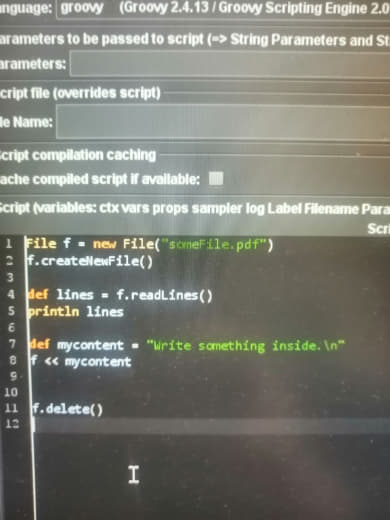 anguage: groovy (Groovy 2.4.13 / Groovy Scripting Engine 2.0
arameters to be passed to script (=> String Parameters and St
arameters:
cript file (overrides script)
le Name:
Script compilation caching
ache compiled script if available:
Script (variables: ctx vars props sampler log Label Filename Para
Scri
1 File f = new File("someFile.pdf")
2 f.createNewFile()
3
4 def lines = f.readLines()
5 println lines
6
7 def mycontent = "Write something inside.\n"
8 f << mycontent
9
10
11 f.delete()
12